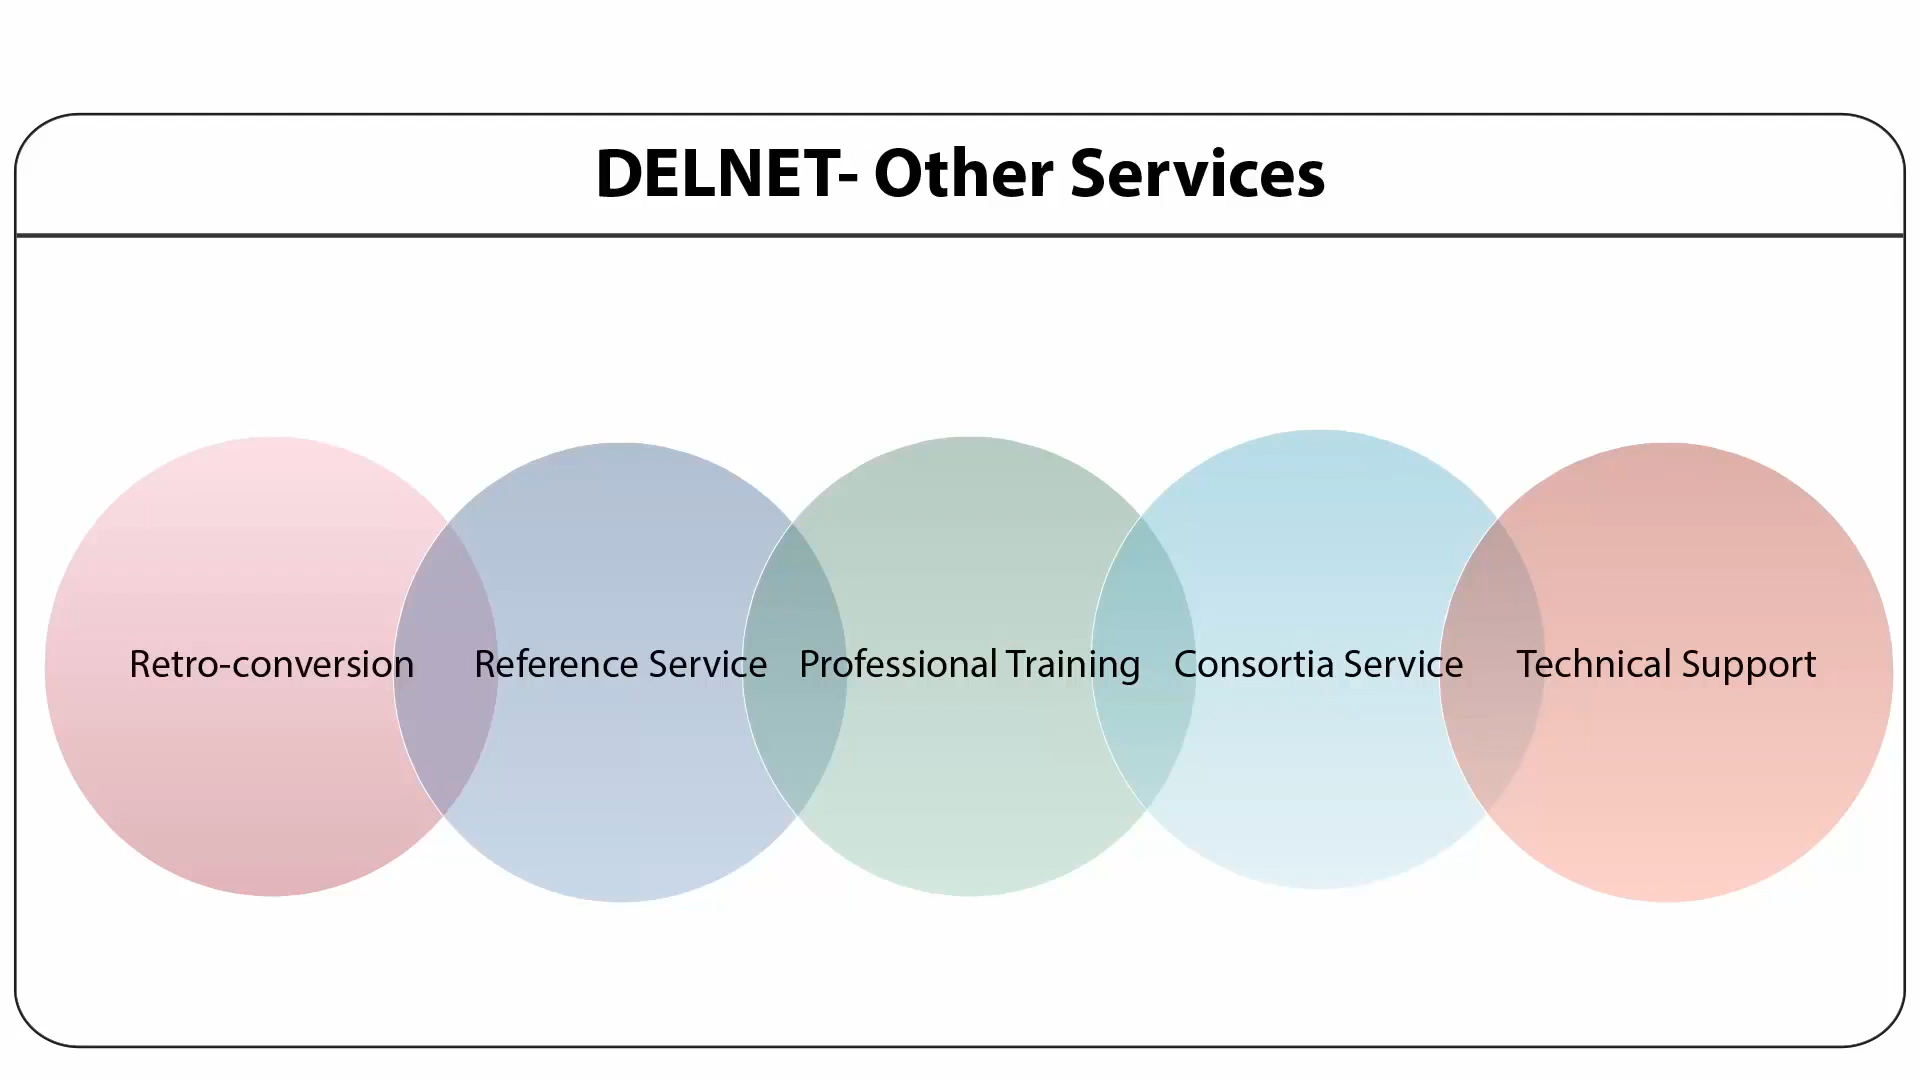 DELNET- Other Services
Retro-conversion
Reference Service
Professional Training
Consortia Service
Technical Support